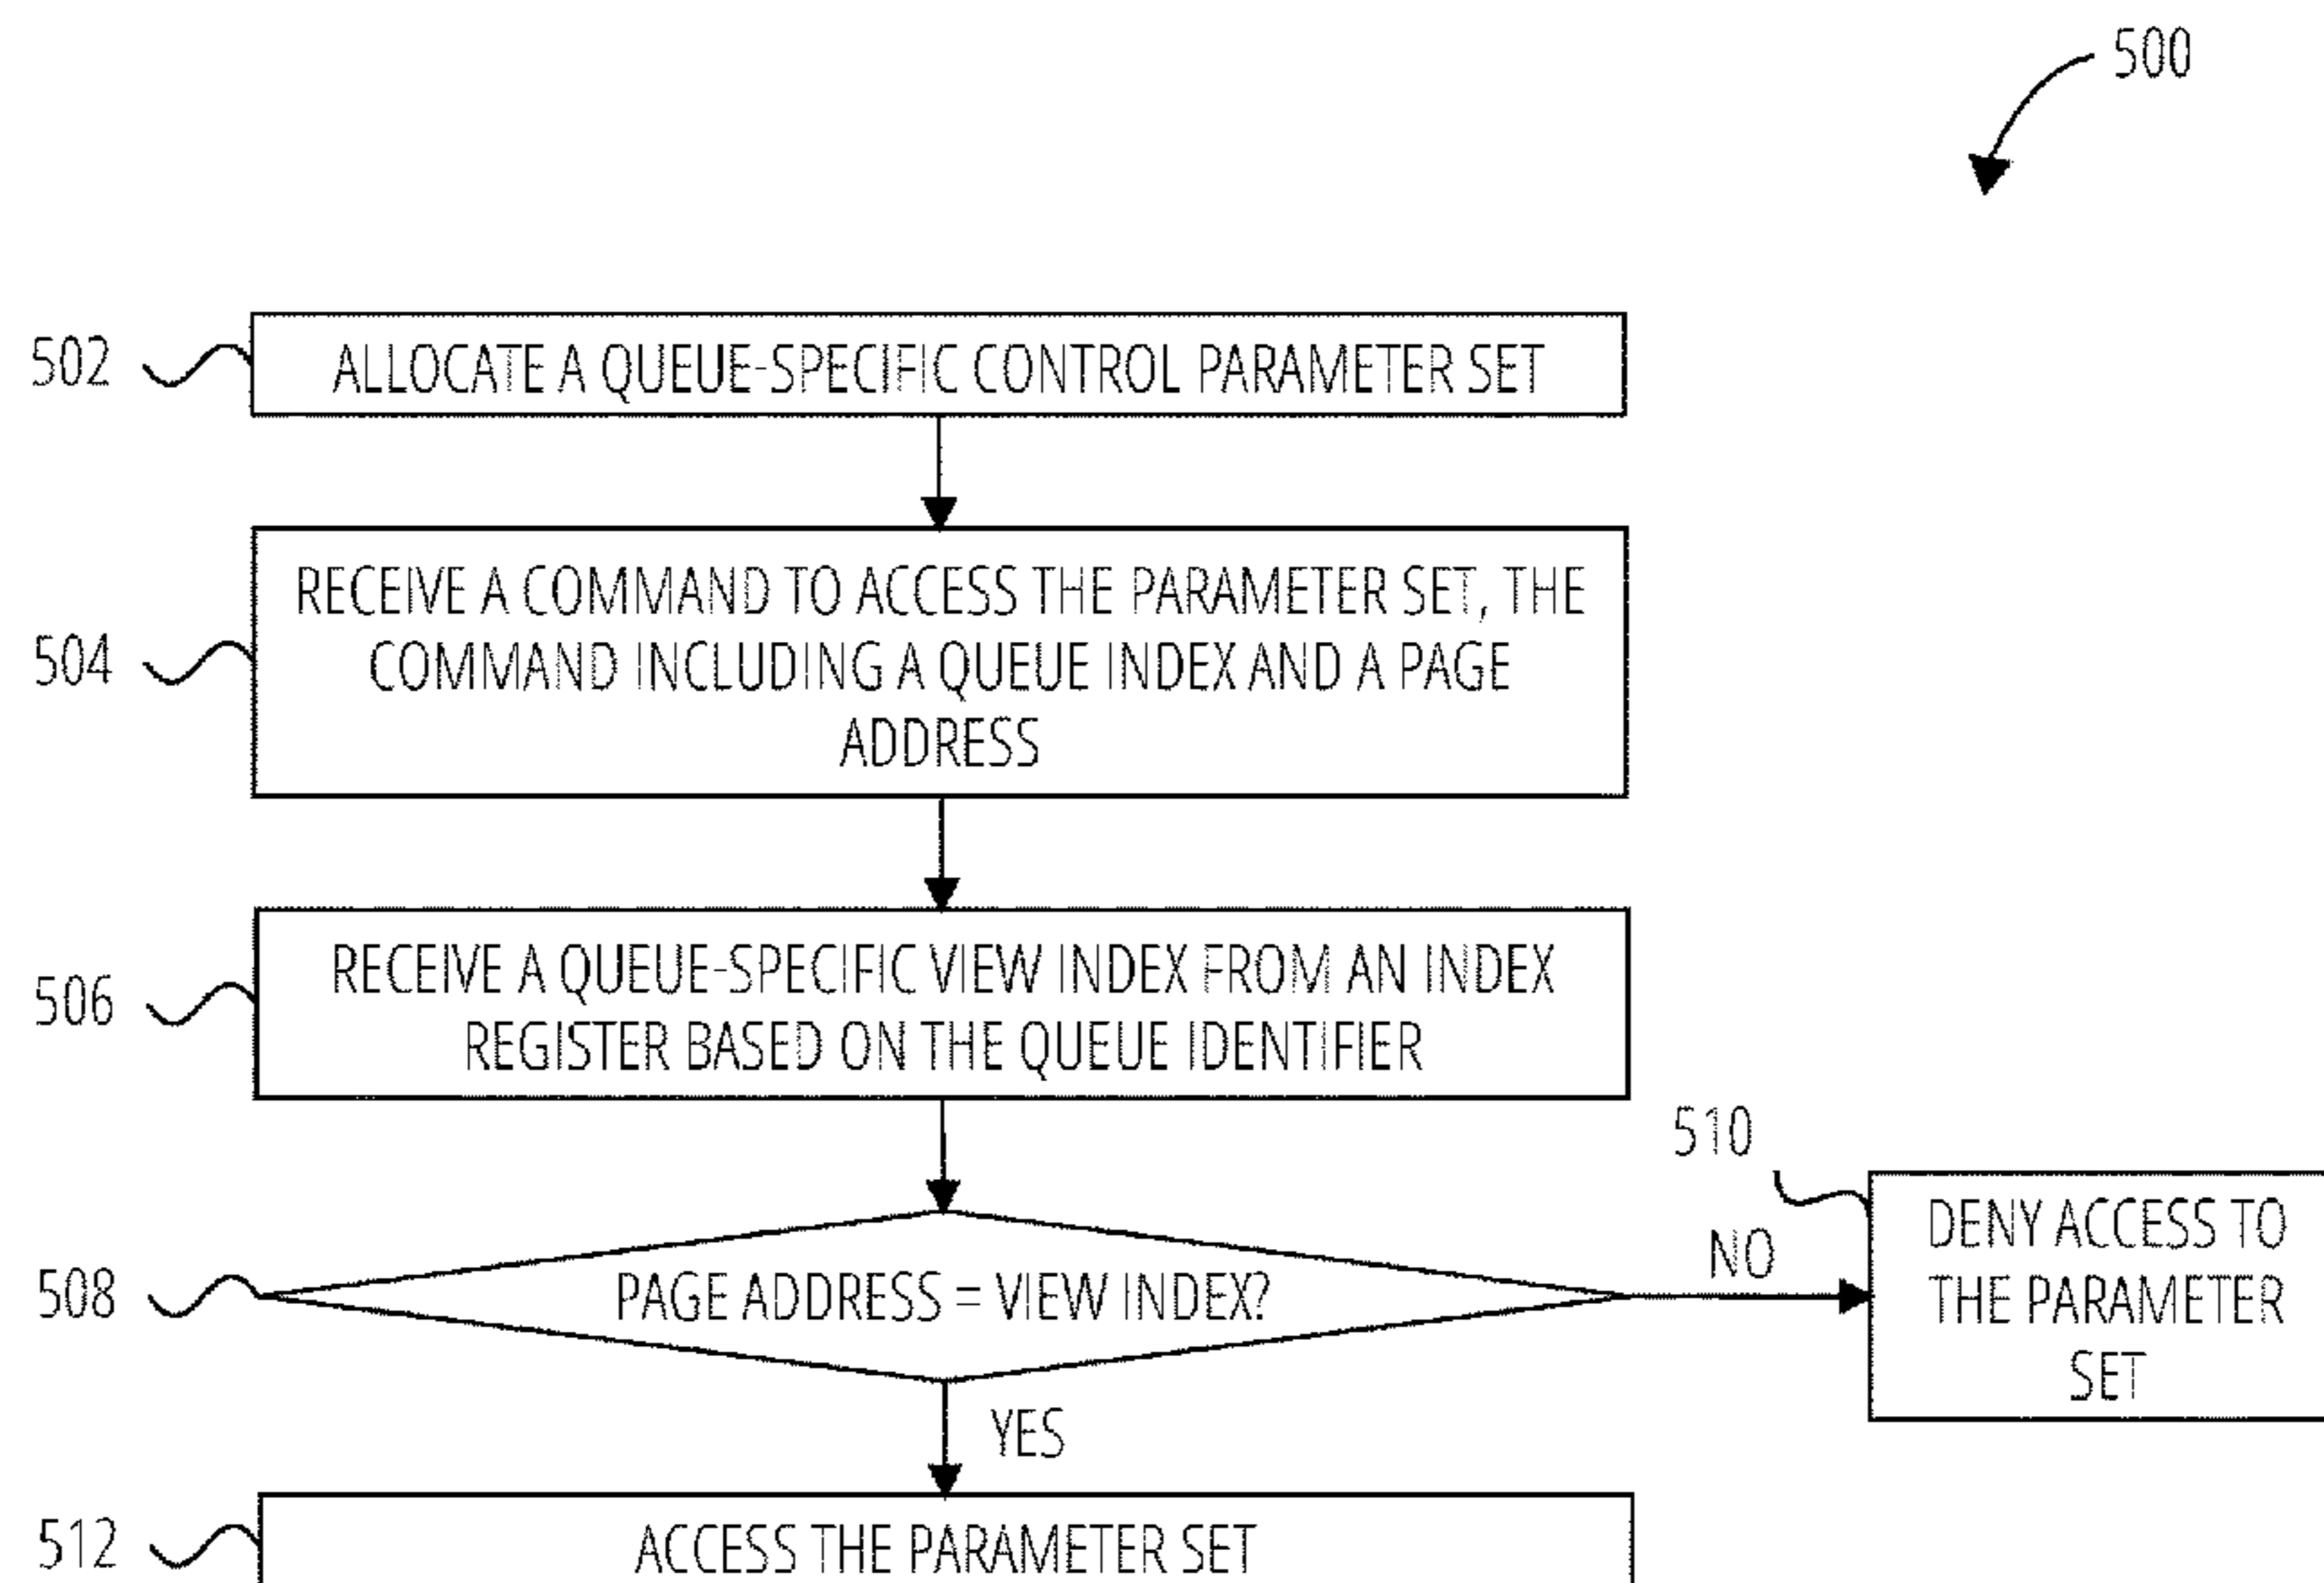 500
502
ALLOCATE A QUEUE-SPECIFIC CONTROL PARAMETER SET
504
RECEIVE A COMMAND TO ACCESS THE PARAMETER SET, THE
COMMAND INCLUDING A QUEUE INDEX AND A PAGE
ADDRESS
506
RECEIVE A QUEUE-SPECIFIC VIEW INDEX FROM AN INDEX
REGISTER BASED ON THE QUEUE IDENTIFIER
508
PAGE ADDRESS = VIEW INDEX?
NO
510
DENY ACCESS TO
THE PARAMETER
SET
YES
512
ACCESS THE PARAMETER SET